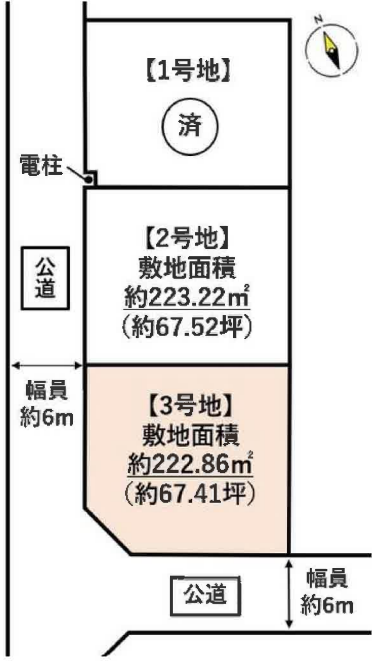 N
【1号地】
済
電柱
【2号地】
敷地面積
約223.22㎡
（約67.52坪）
公道
幅員
約6m
【3号地】
敷地面積
約222.86㎡
（約67.41坪）
公道
幅員
約6m